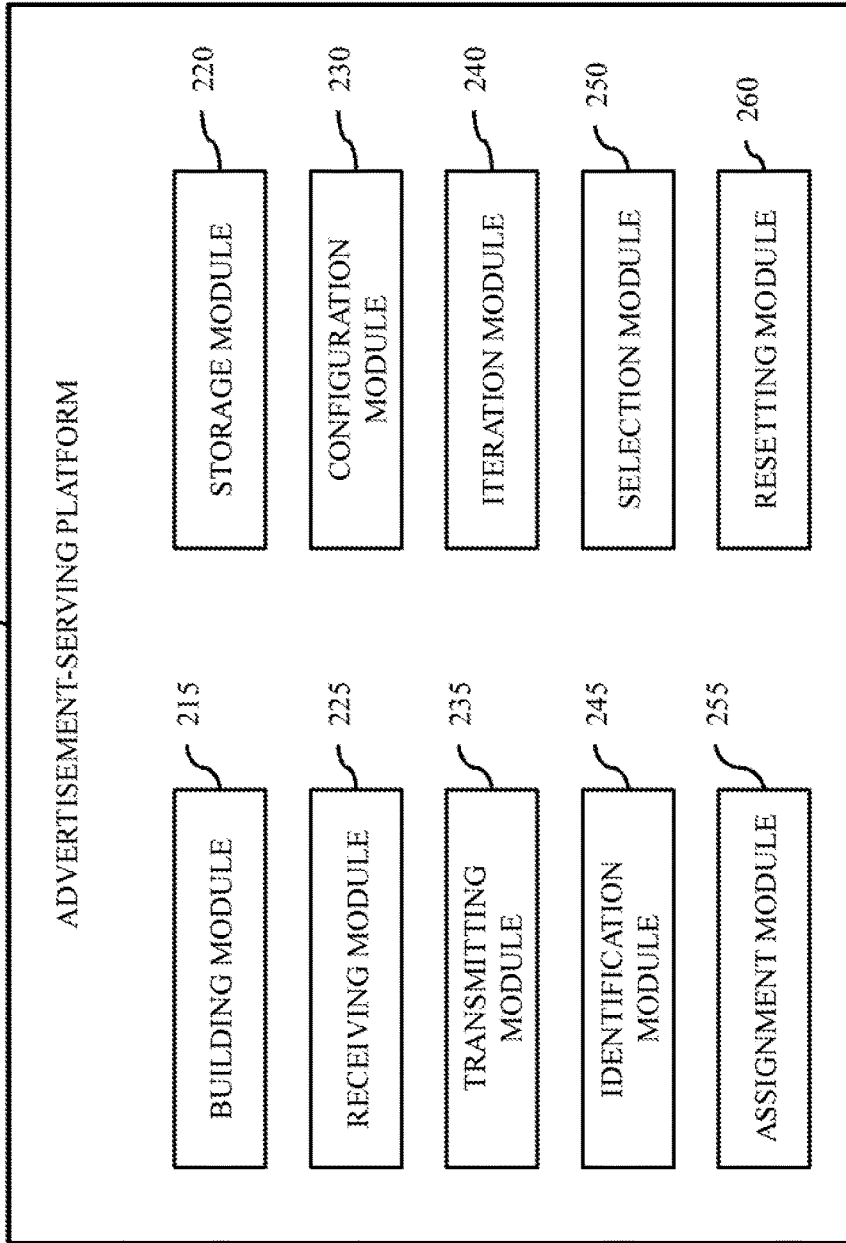 ADVERTISEMENT-SERVING PLATFORM
BUILDING MODULE
215
STORAGE MODULE
220
RECEIVING MODULE
225
CONFIGURATION
MODULE
230
TRANSMITTING
MODULE
235
ITERATION MODULE
240
IDENTIFICATION
MODULE
245
SELECTION MODULE
250
ASSIGNMENT MODULE
255
RESETTING MODULE
260